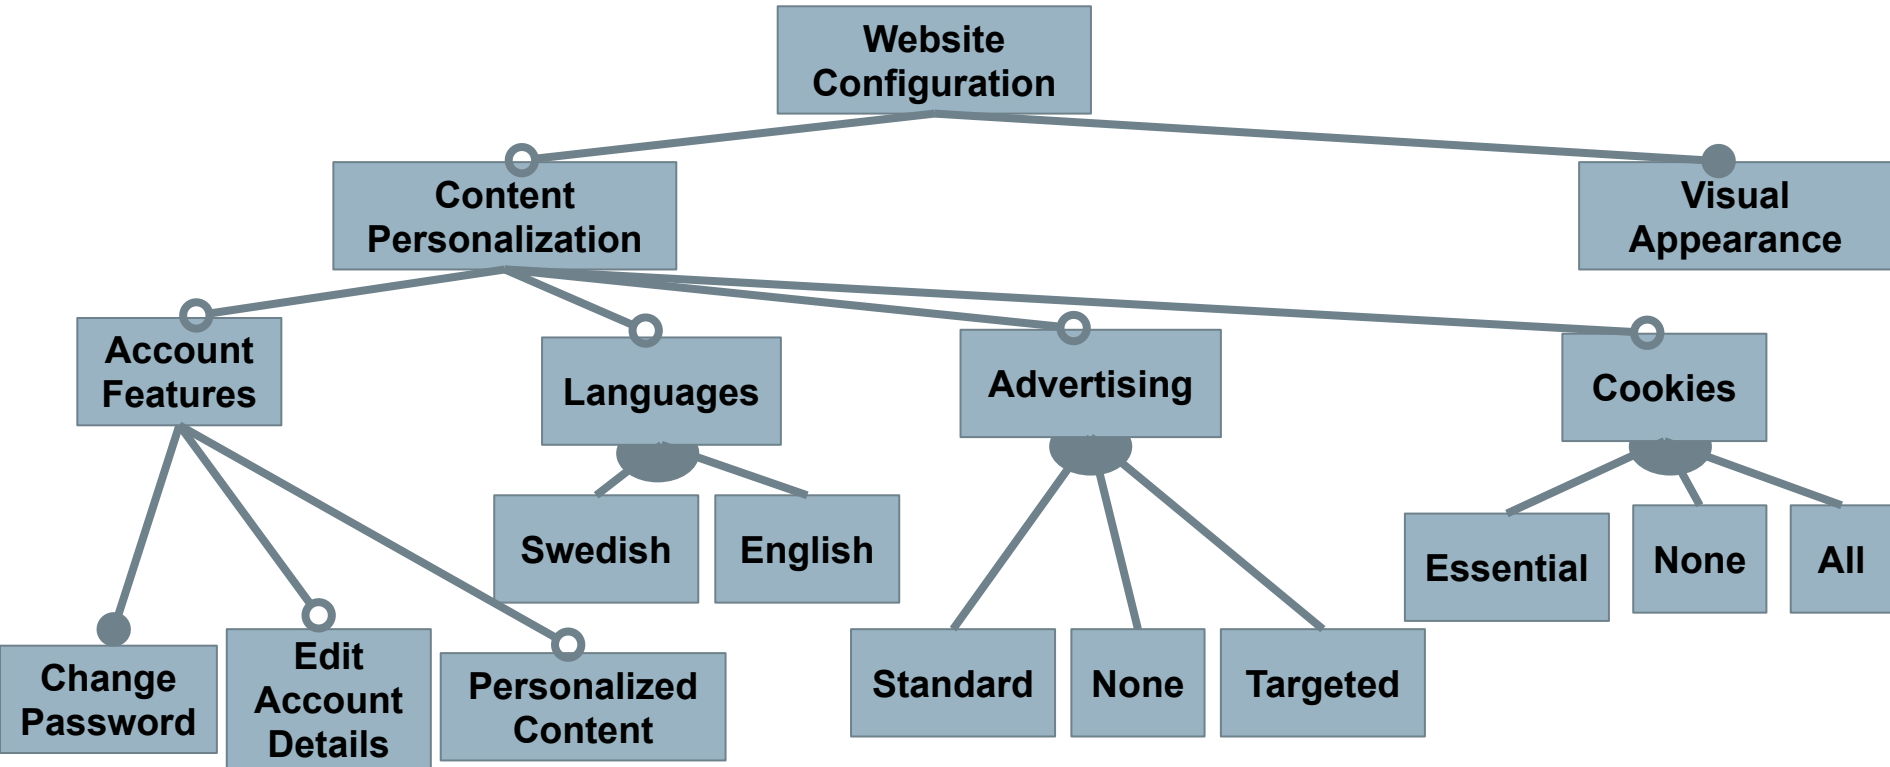 Website
Configuration
Content
Personalization
Visual
Appearance
Account
Features
Languages
Advertising
Cookies
Swedish
English
Essential
None
All
Change
Password
Edit
Account
Details
Personalized
Content
Standard
None
Targeted